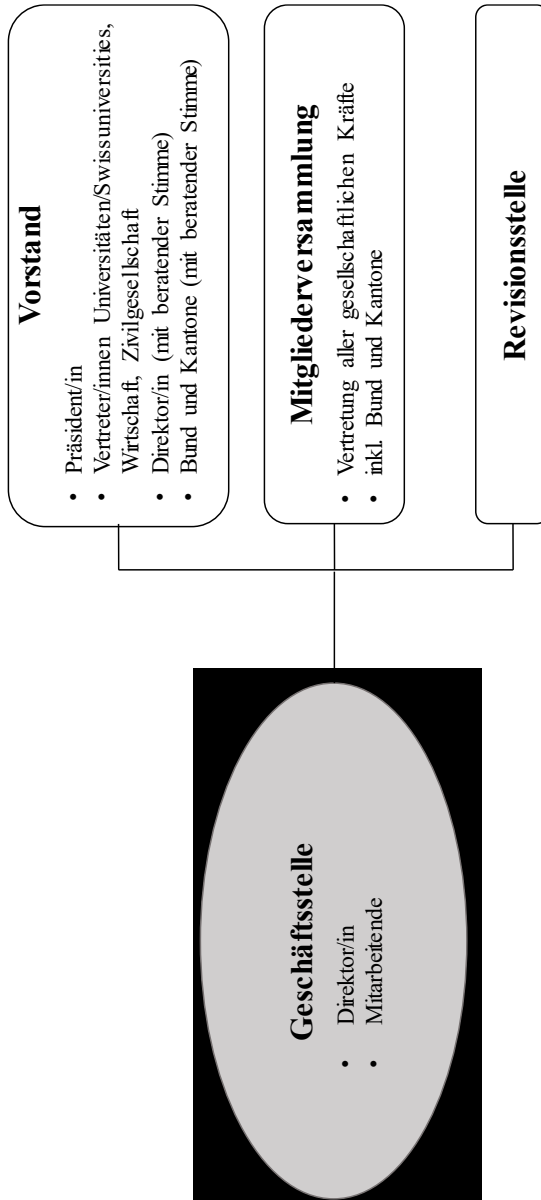 Vorstand
• Präsident/in
• Vertreter/innen Universitäten/Swissuniversities,
Wirtschaft, Zivilgesellschaft
• Direktor/in (mit beratender Stimme)
• Bund und Kantone (mit beratender Stimme)
Mitgliederversammlung
• Vertretung aller gesellschaftlichen Kräfte
• inkl. Bund und Kantone
Revisionsstelle
Geschäftsstelle
• Direktor/in
• Mitarbeitende